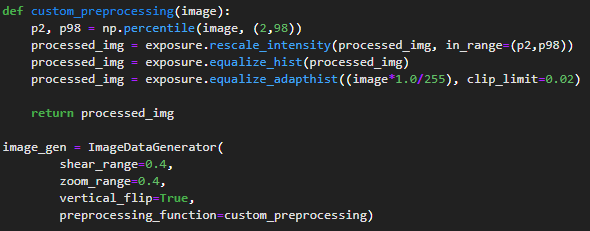 def custom_preprocessing(image):
    p2, p98 = np.percentile(image, (2,98))
    processed_img = exposure.rescale_intensity(processed_img, in_range=(p2,p98))
    processed_img = exposure.equalize_hist(processed_img)
    processed_img = exposure.equalize_adapthist((image*1.0/255), clip_limit=0.02)

    return processed_img

image_gen = ImageDataGenerator(
        shear_range=0.4,
        zoom_range=0.4,
        vertical_flip=True,
        preprocessing_function=custom_preprocessing)